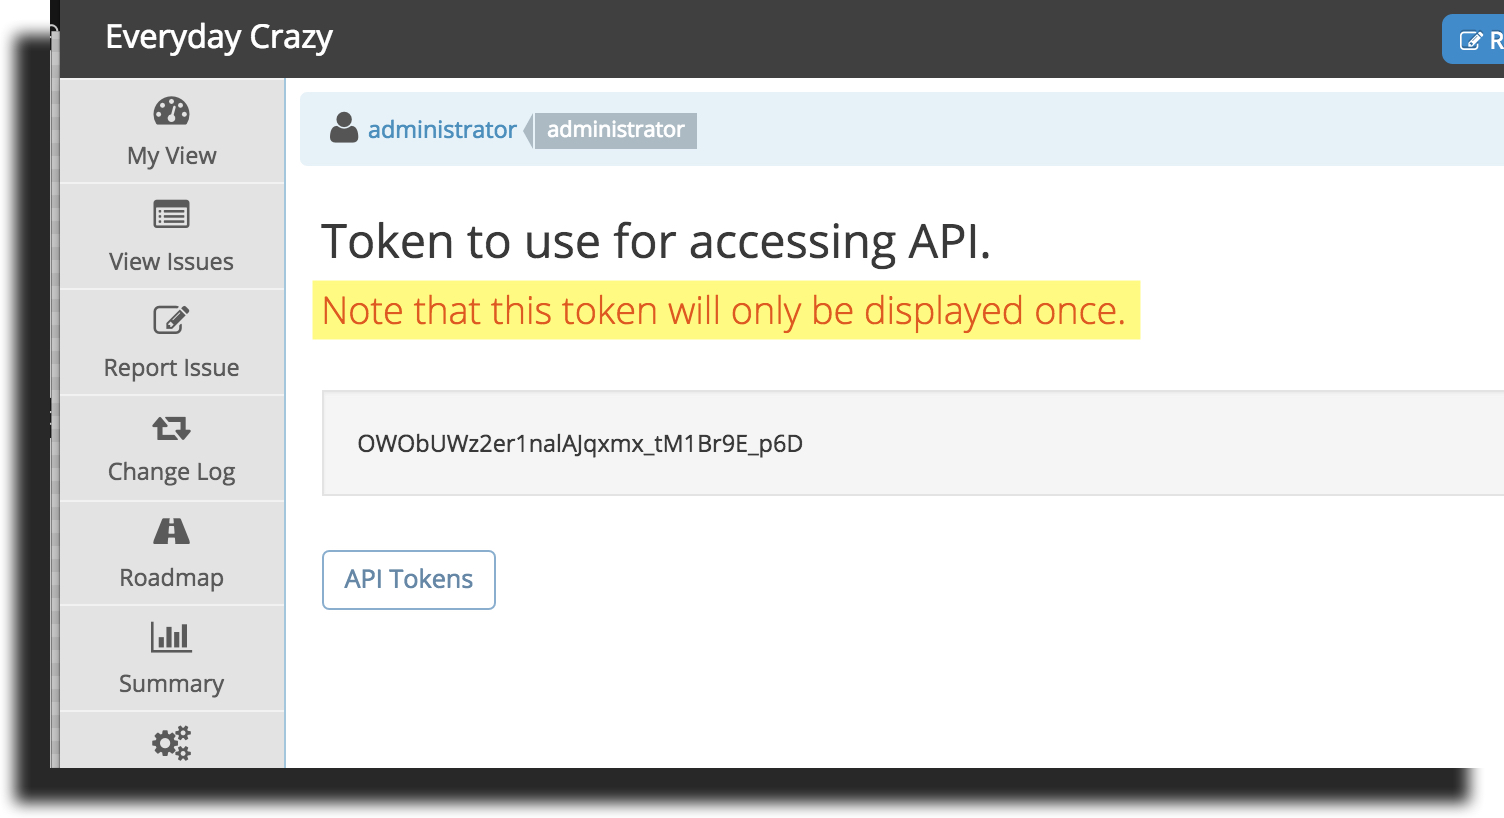 Everyday Crazy
R
My View
View Issues
Report Issue
Change Log
Roadmap
Summary
administrator administrator
Token to use for accessing API.
Note that this token will only be displayed once.
OWObUWz2er1nalAJqxmx_tM1Br9E_p6D
API Tokens